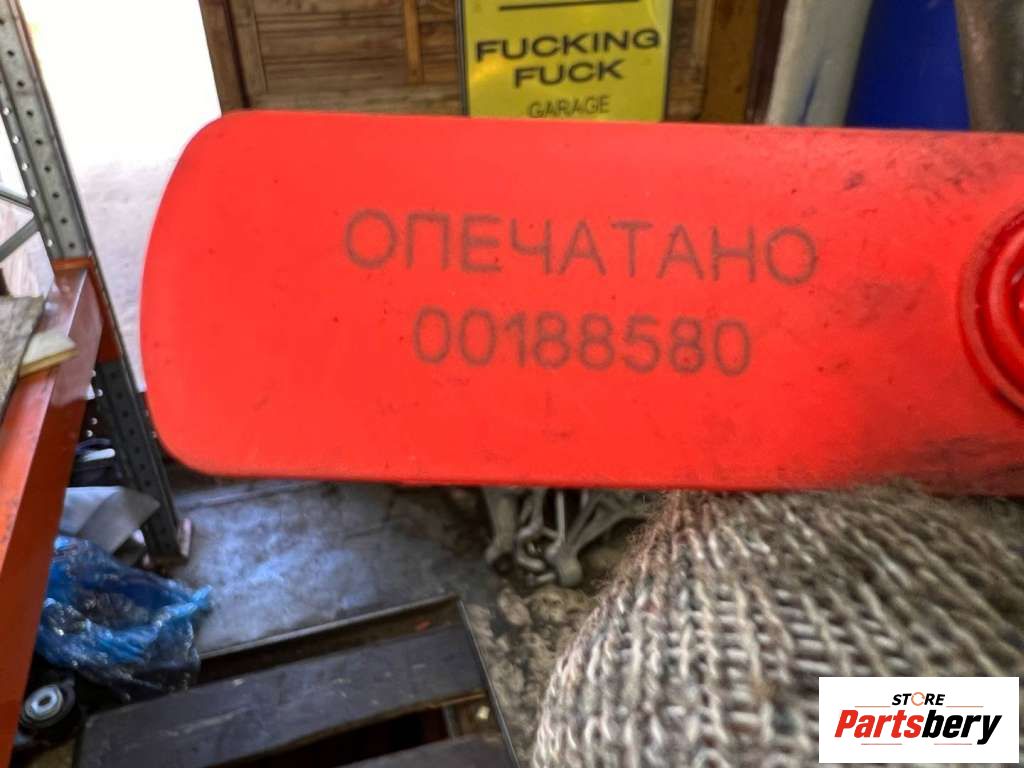 FUCKING
FUCK
GARAGE
ОПЕЧАТАНО
00188580
STORE
Partsbery